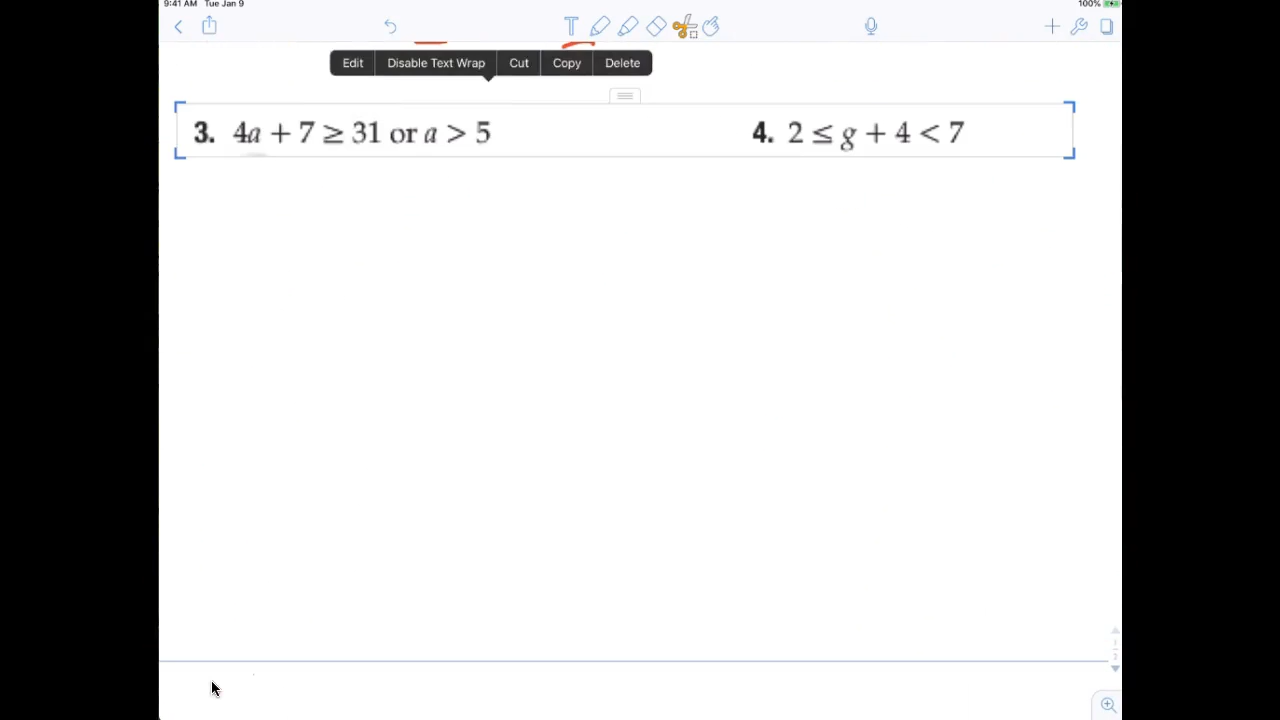 9:41 AM Tue Jan 9 100%
T
Edit Disable Text Wrap Cut Copy Delete
3. 4a + 7 ≥ 31 or a > 5 4. 2 ≤ g + 4 < 7